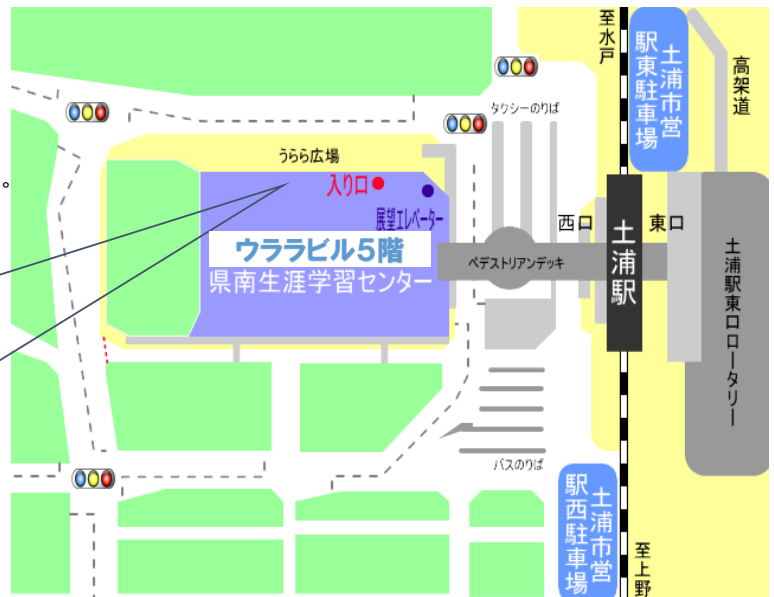 至水戸
土浦市営
駅東駐車場
高架道
タクシーのりば
うらら広場
。
入り口
展望エレベーター
西口
土浦駅
東口
ウララビル5階
県南生涯学習センター
ペデストリアンデッキ
土浦駅東口ロータリー
バスのりば
土浦市営
駅西駐車場
至上野